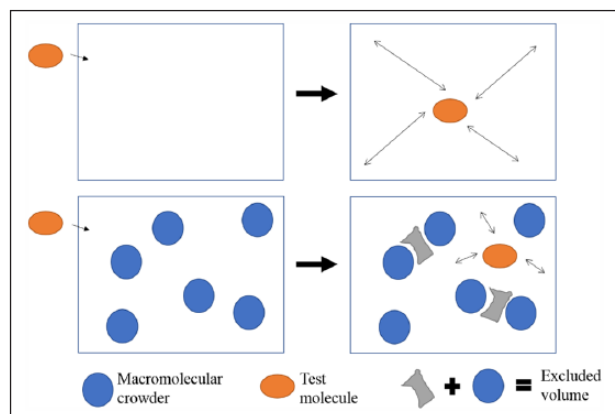 Macromolecular
crowder
Test
molecule
Excluded
volume